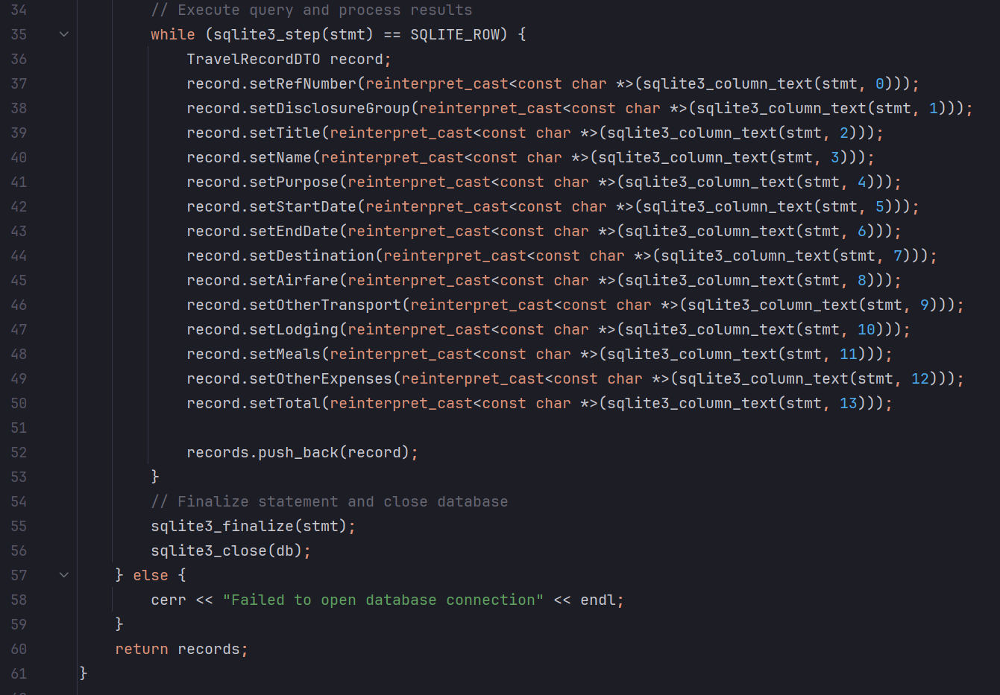 34 // Execute query and process results
35 while (sqlite3_step(stmt) == SQLITE_ROW) {
36 TravelRecordDTO record;
37 record.setRefNumber(reinterpret_cast<const char *>(sqlite3_column_text(stmt, 0)));
38 record.setDisclosureGroup(reinterpret_cast<const char *>(sqlite3_column_text(stmt, 1)));
39 record.setTitle(reinterpret_cast<const char *>(sqlite3_column_text(stmt, 2)));
40 record.setName(reinterpret_cast<const char *>(sqlite3_column_text(stmt, 3)));
41 record.setPurpose(reinterpret_cast<const char *>(sqlite3_column_text(stmt, 4)));
42 record.setStartDate(reinterpret_cast<const char *>(sqlite3_column_text(stmt, 5)));
43 record.setEndDate(reinterpret_cast<const char *>(sqlite3_column_text(stmt, 6)));
44 record.setDestination(reinterpret_cast<const char *>(sqlite3_column_text(stmt, 7)));
45 record.setAirfare(reinterpret_cast<const char *>(sqlite3_column_text(stmt, 8)));
46 record.setOtherTransport(reinterpret_cast<const char *>(sqlite3_column_text(stmt, 9)));
47 record.setLodging(reinterpret_cast<const char *>(sqlite3_column_text(stmt, 10)));
48 record.setMeals(reinterpret_cast<const char *>(sqlite3_column_text(stmt, 11)));
49 record.setOtherExpenses(reinterpret_cast<const char *>(sqlite3_column_text(stmt, 12)));
50 record.setTotal(reinterpret_cast<const char *>(sqlite3_column_text(stmt, 13)));
51
52 records.push_back(record);
53 }
54 // Finalize statement and close database
55 sqlite3_finalize(stmt);
56 sqlite3_close(db);
57 } else {
58 cerr << "Failed to open database connection" << endl;
59 }
60 return records;
61 }